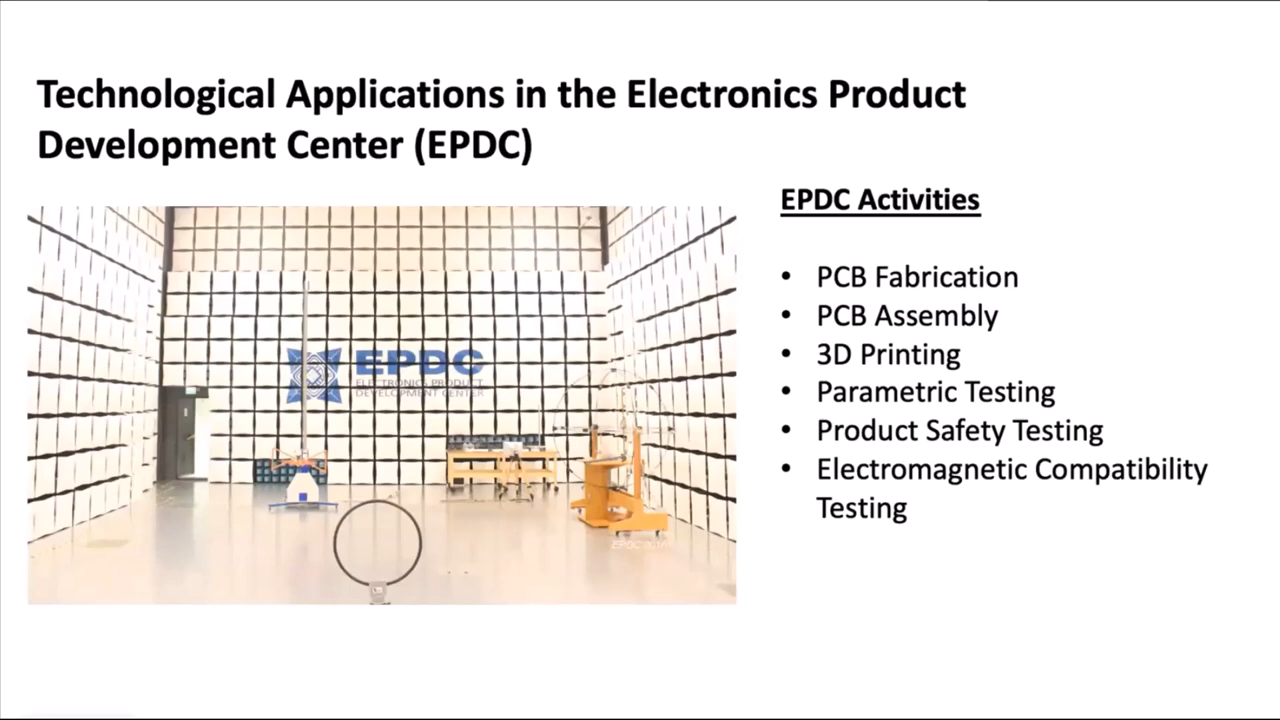 Technological Applications in the Electronics Product
Development Center (EPDC)
EPDC Activities
• PCB Fabrication
• PCB Assembly
• 3D Printing
• Parametric Testing
• Product Safety Testing
• Electromagnetic Compatibility
Testing
EPDC
ELECTRONICS PRODUCT
DEVELOPMENT CENTER